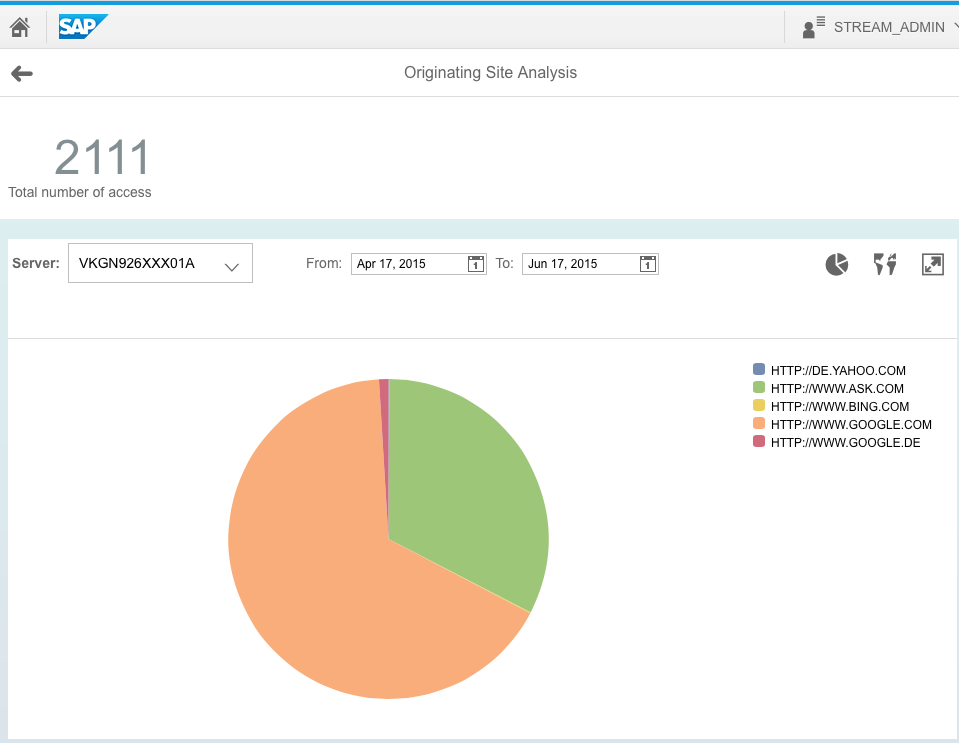 SAP
STREAM_ADMIN
Originating Site Analysis
2111
Total number of access
Server: VKGN926XXX01A From: Apr 17, 2015 1 To: Jun 17, 2015 1
HTTP://DE.YAHOO.COM
HTTP://WWW.ASK.COM
HTTP://WWW.BING.COM
HTTP://WWW.GOOGLE.COM
HTTP://WWW.GOOGLE.DE